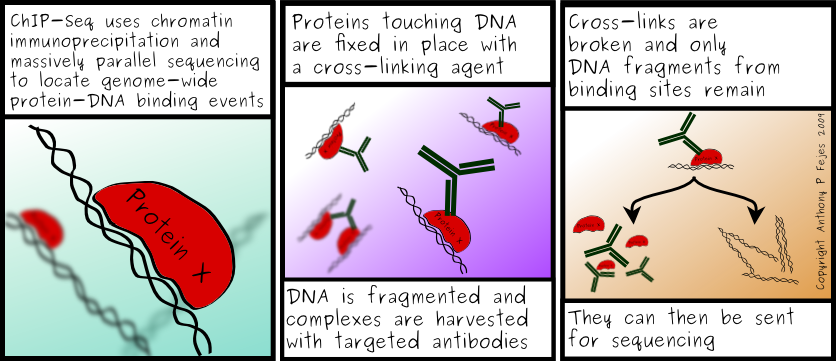 ChIP-Seq uses chromatin
immunoprecipitation and
massively parallel sequencing
to locate genome-wide
protein-DNA binding events
Protein X
Proteins touching DNA
are fixed in place with
a cross-linking agent
Protein X
DNA is fragmented and
complexes are harvested
with targeted antibodies
Cross-links are
broken and only
DNA fragments from
binding sites remain
Copyright Anthony P Fejes 2009
They can then be sent
for sequencing